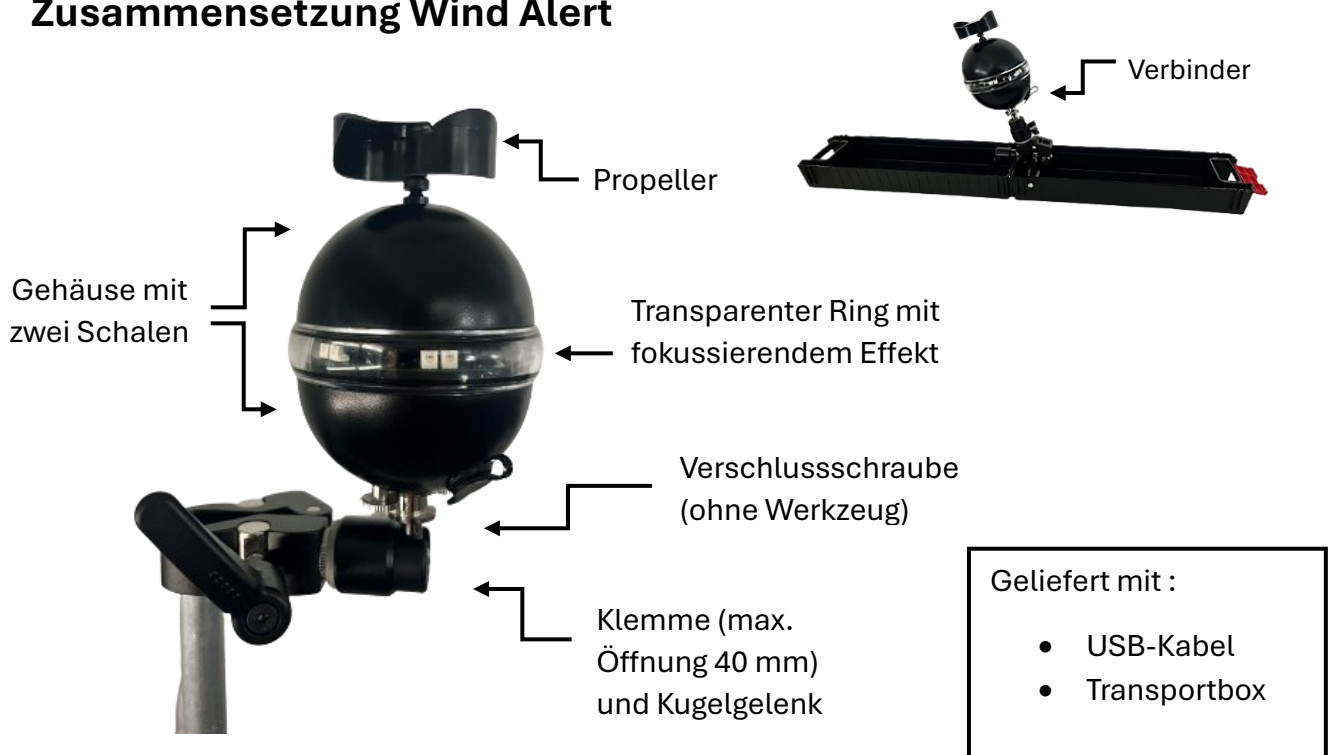 Zusammensetzung Wind Alert
Verbinder
Propeller
Gehäuse mit
zwei Schalen
Transparenter Ring mit
fokussierendem Effekt
Verschlussschraube
(ohne Werkzeug)
Klemme (max.
Öffnung 40 mm)
und Kugelgelenk
Geliefert mit :
• USB-Kabel
• Transportbox